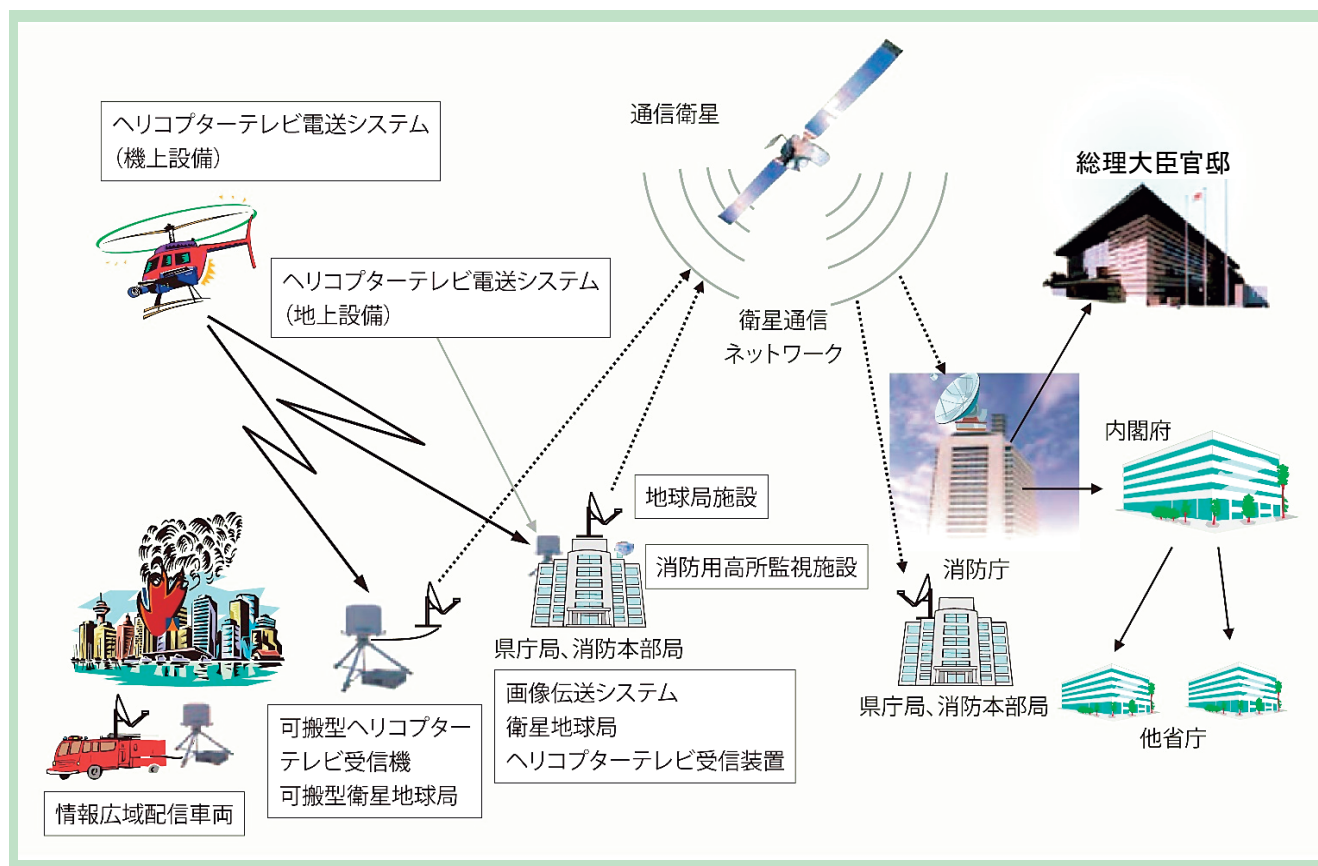 ヘリコプターテレビ電送システム
(機上設備)
通信衛星
総理大臣官邸
ヘリコプターテレビ電送システム
(地上設備)
衛星通信
ネットワーク
内閣府
地球局施設
消防用高所監視施設
消防庁
県庁局、消防本部局
画像伝送システム
衛星地球局
ヘリコプターテレビ受信装置
県庁局、消防本部局
他省庁
可搬型ヘリコプター
テレビ受信機
可搬型衛星地球局
情報広域配信車両